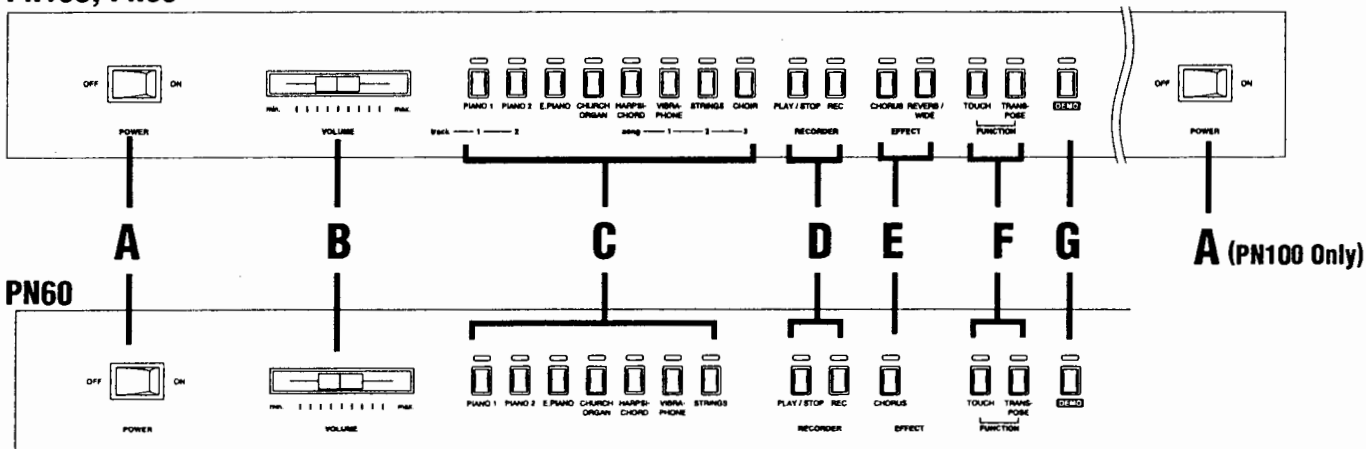 OFF ON
min. max.
PIANO 1 PIANO 2 E.PIANO CHURCH ORGAN HARPSI-CHORD VIBRA-PHONE STRINGS CHOIR
PLAY / STOP REC
CHORUS REVERB / WIDE
TOUCH TRANS-POSE
DEMO
OFF ON
POWER
VOLUME
track 1 2
song 1 2 3
RECORDER
EFFECT
FUNCTION
POWER
A B C D E F G A (PN100 Only)
PN60
OFF ON
min. max.
PIANO 1 PIANO 2 E.PIANO CHURCH ORGAN HARPSI-CHORD VIBRA-PHONE STRINGS
PLAY / STOP REC
CHORUS
TOUCH TRANS-POSE
DEMO
POWER
VOLUME
RECORDER
EFFECT
FUNCTION